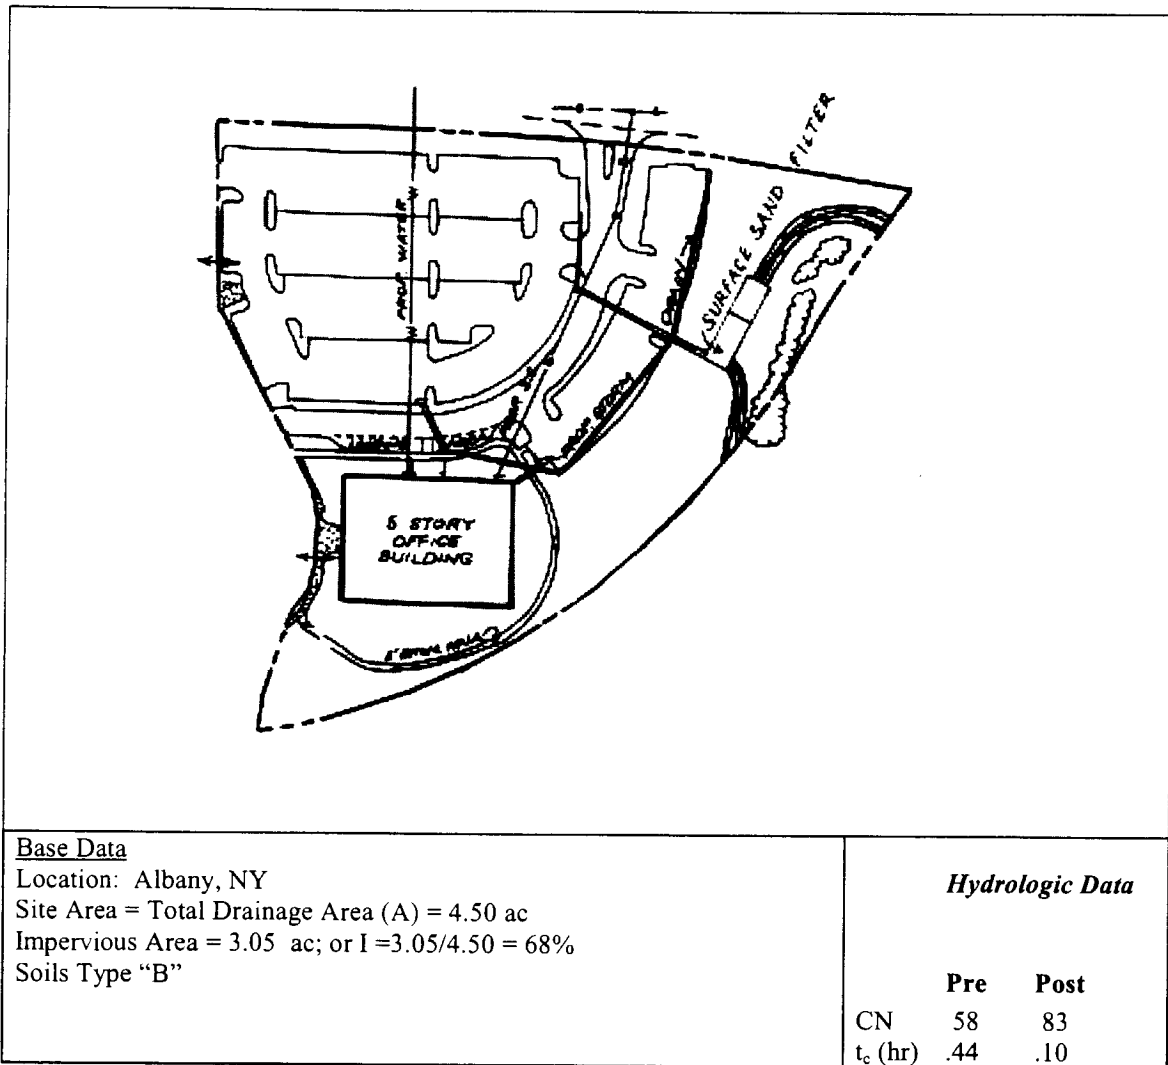 SURFACE SAND FILTER
PROP WATER
W
W
PROP STORM
5 STORY
OFFICE
BUILDING
Base Data
Location: Albany, NY
Site Area = Total Drainage Area (A) = 4.50 ac
Impervious Area = 3.05 ac; or I =3.05/4.50 = 68%
Soils Type “B”
Hydrologic Data
Pre Post
CN 58 83
tc (hr) .44 .10